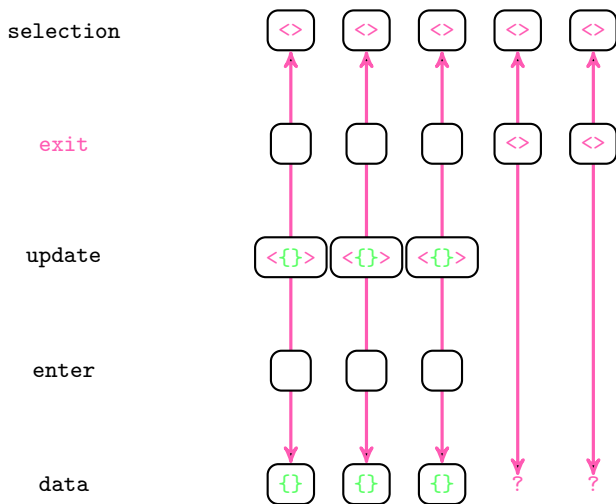 selection <> <> <> <> <>
exit <> <>
update <{}> <{}> <{}>
enter
data {} {} {} ? ?